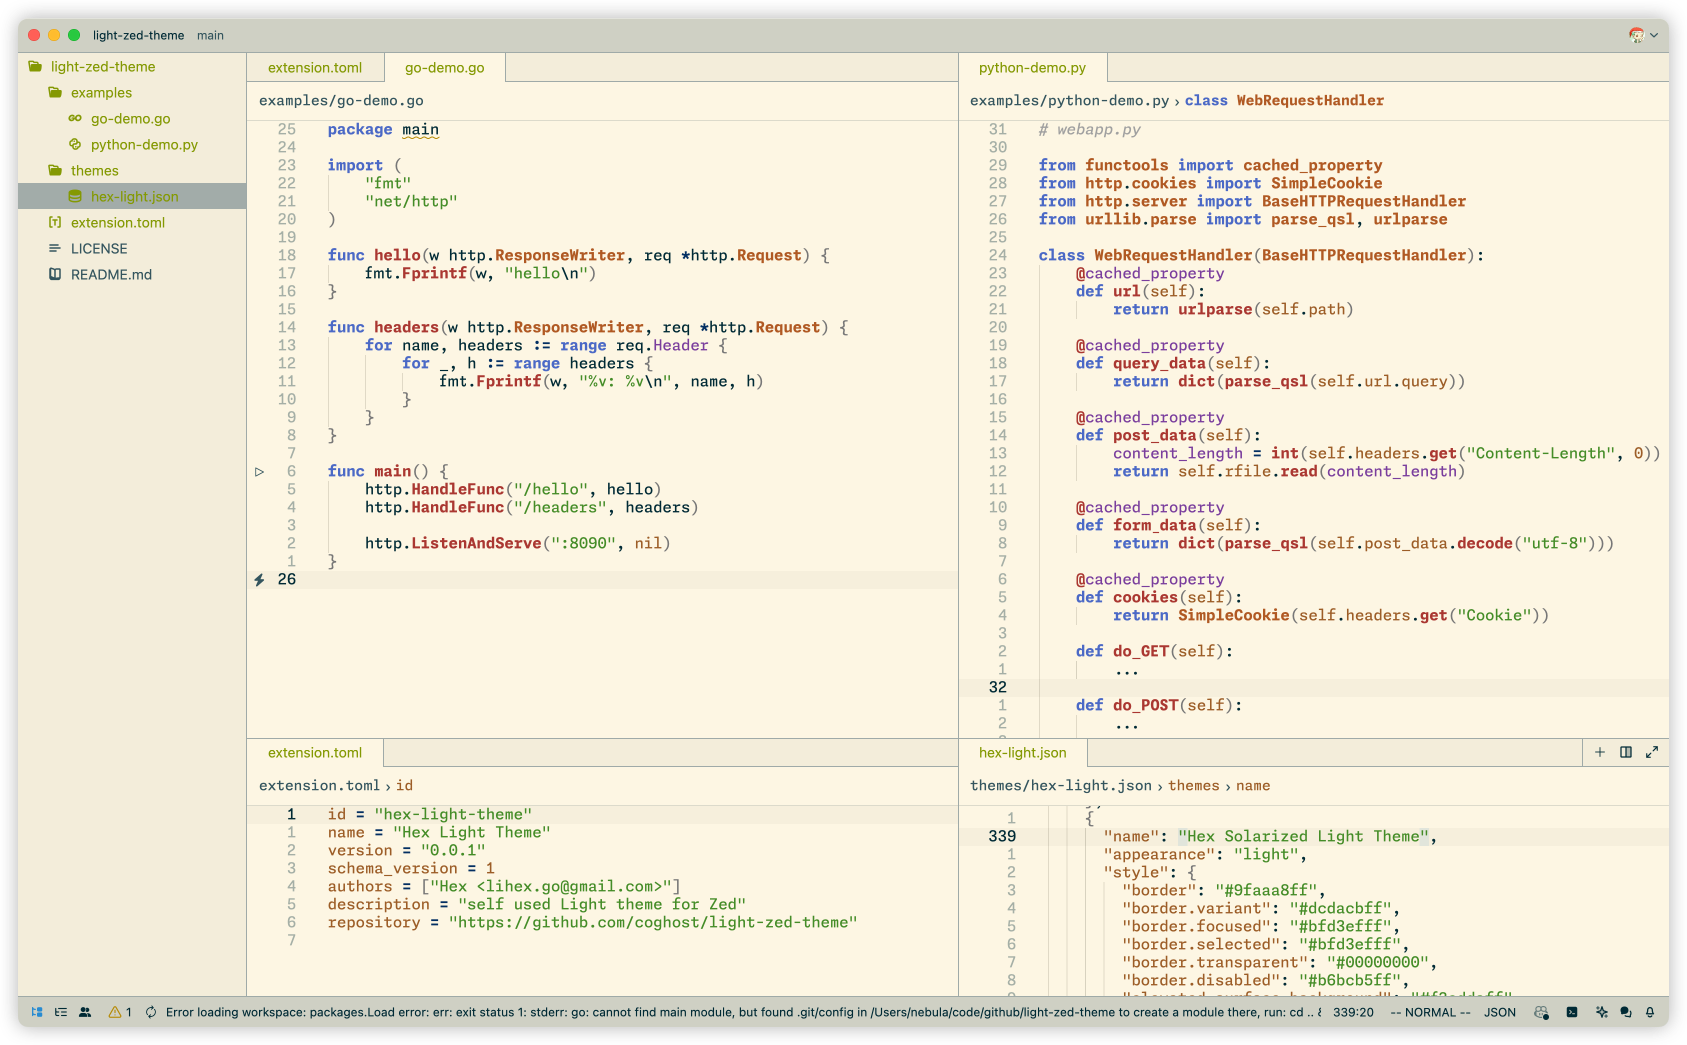 light-zed-theme main
light-zed-theme
examples
go-demo.go
python-demo.py
themes
hex-light.json
extension.toml
LICENSE
README.md
extension.toml
go-demo.go
examples/go-demo.go
25 package main
24
23 import (
22 "fmt"
21 "net/http"
20 )
19
18 func hello(w http.ResponseWriter, req *http.Request) {
17 fmt.Fprintf(w, "hello\n")
16 }
15
14 func headers(w http.ResponseWriter, req *http.Request) {
13 for name, headers := range req.Header {
12 for _, h := range headers {
11 fmt.Fprintf(w, "%v: %v\n", name, h)
10 }
9 }
8 }
7
6 func main() {
5 http.HandleFunc("/hello", hello)
4 http.HandleFunc("/headers", headers)
3
2 http.ListenAndServe(":8090", nil)
1 }
26
python-demo.py
examples/python-demo.py › class WebRequestHandler
31 # webapp.py
30
29 from functools import cached_property
28 from http.cookies import SimpleCookie
27 from http.server import BaseHTTPRequestHandler
26 from urllib.parse import parse_qsl, urlparse
25
24 class WebRequestHandler(BaseHTTPRequestHandler):
23 @cached_property
22 def url(self):
21 return urlparse(self.path)
20
19 @cached_property
18 def query_data(self):
17 return dict(parse_qsl(self.url.query))
16
15 @cached_property
14 def post_data(self):
13 content_length = int(self.headers.get("Content-Length", 0))
12 return self.rfile.read(content_length)
11
10 @cached_property
9 def form_data(self):
8 return dict(parse_qsl(self.post_data.decode("utf-8")))
7
6 @cached_property
5 def cookies(self):
4 return SimpleCookie(self.headers.get("Cookie"))
3
2 def do_GET(self):
1 ...
32
1 def do_POST(self):
2 ...
extension.toml
extension.toml › id
1 id = "hex-light-theme"
1 name = "Hex Light Theme"
2 version = "0.0.1"
3 schema_version = 1
4 authors = ["Hex <lihex.go@gmail.com>"]
5 description = "self used Light theme for Zed"
6 repository = "https://github.com/coghost/light-zed-theme"
7
hex-light.json
themes/hex-light.json › themes › name
1 {
339 "name": "Hex Solarized Light Theme",
1 "appearance": "light",
2 "style": {
3 "border": "#9faaa8ff",
4 "border.variant": "#dcdacbff",
5 "border.focused": "#bfd3efff",
6 "border.selected": "#bfd3efff",
7 "border.transparent": "#00000000",
8 "border.disabled": "#b6bcb5ff",
1 Error loading workspace: packages.Load error: err: exit status 1: stderr: go: cannot find main module, but found .git/config in /Users/nebula/code/github/light-zed-theme to create a module there, run: cd .. 339:20 -- NORMAL -- JSON